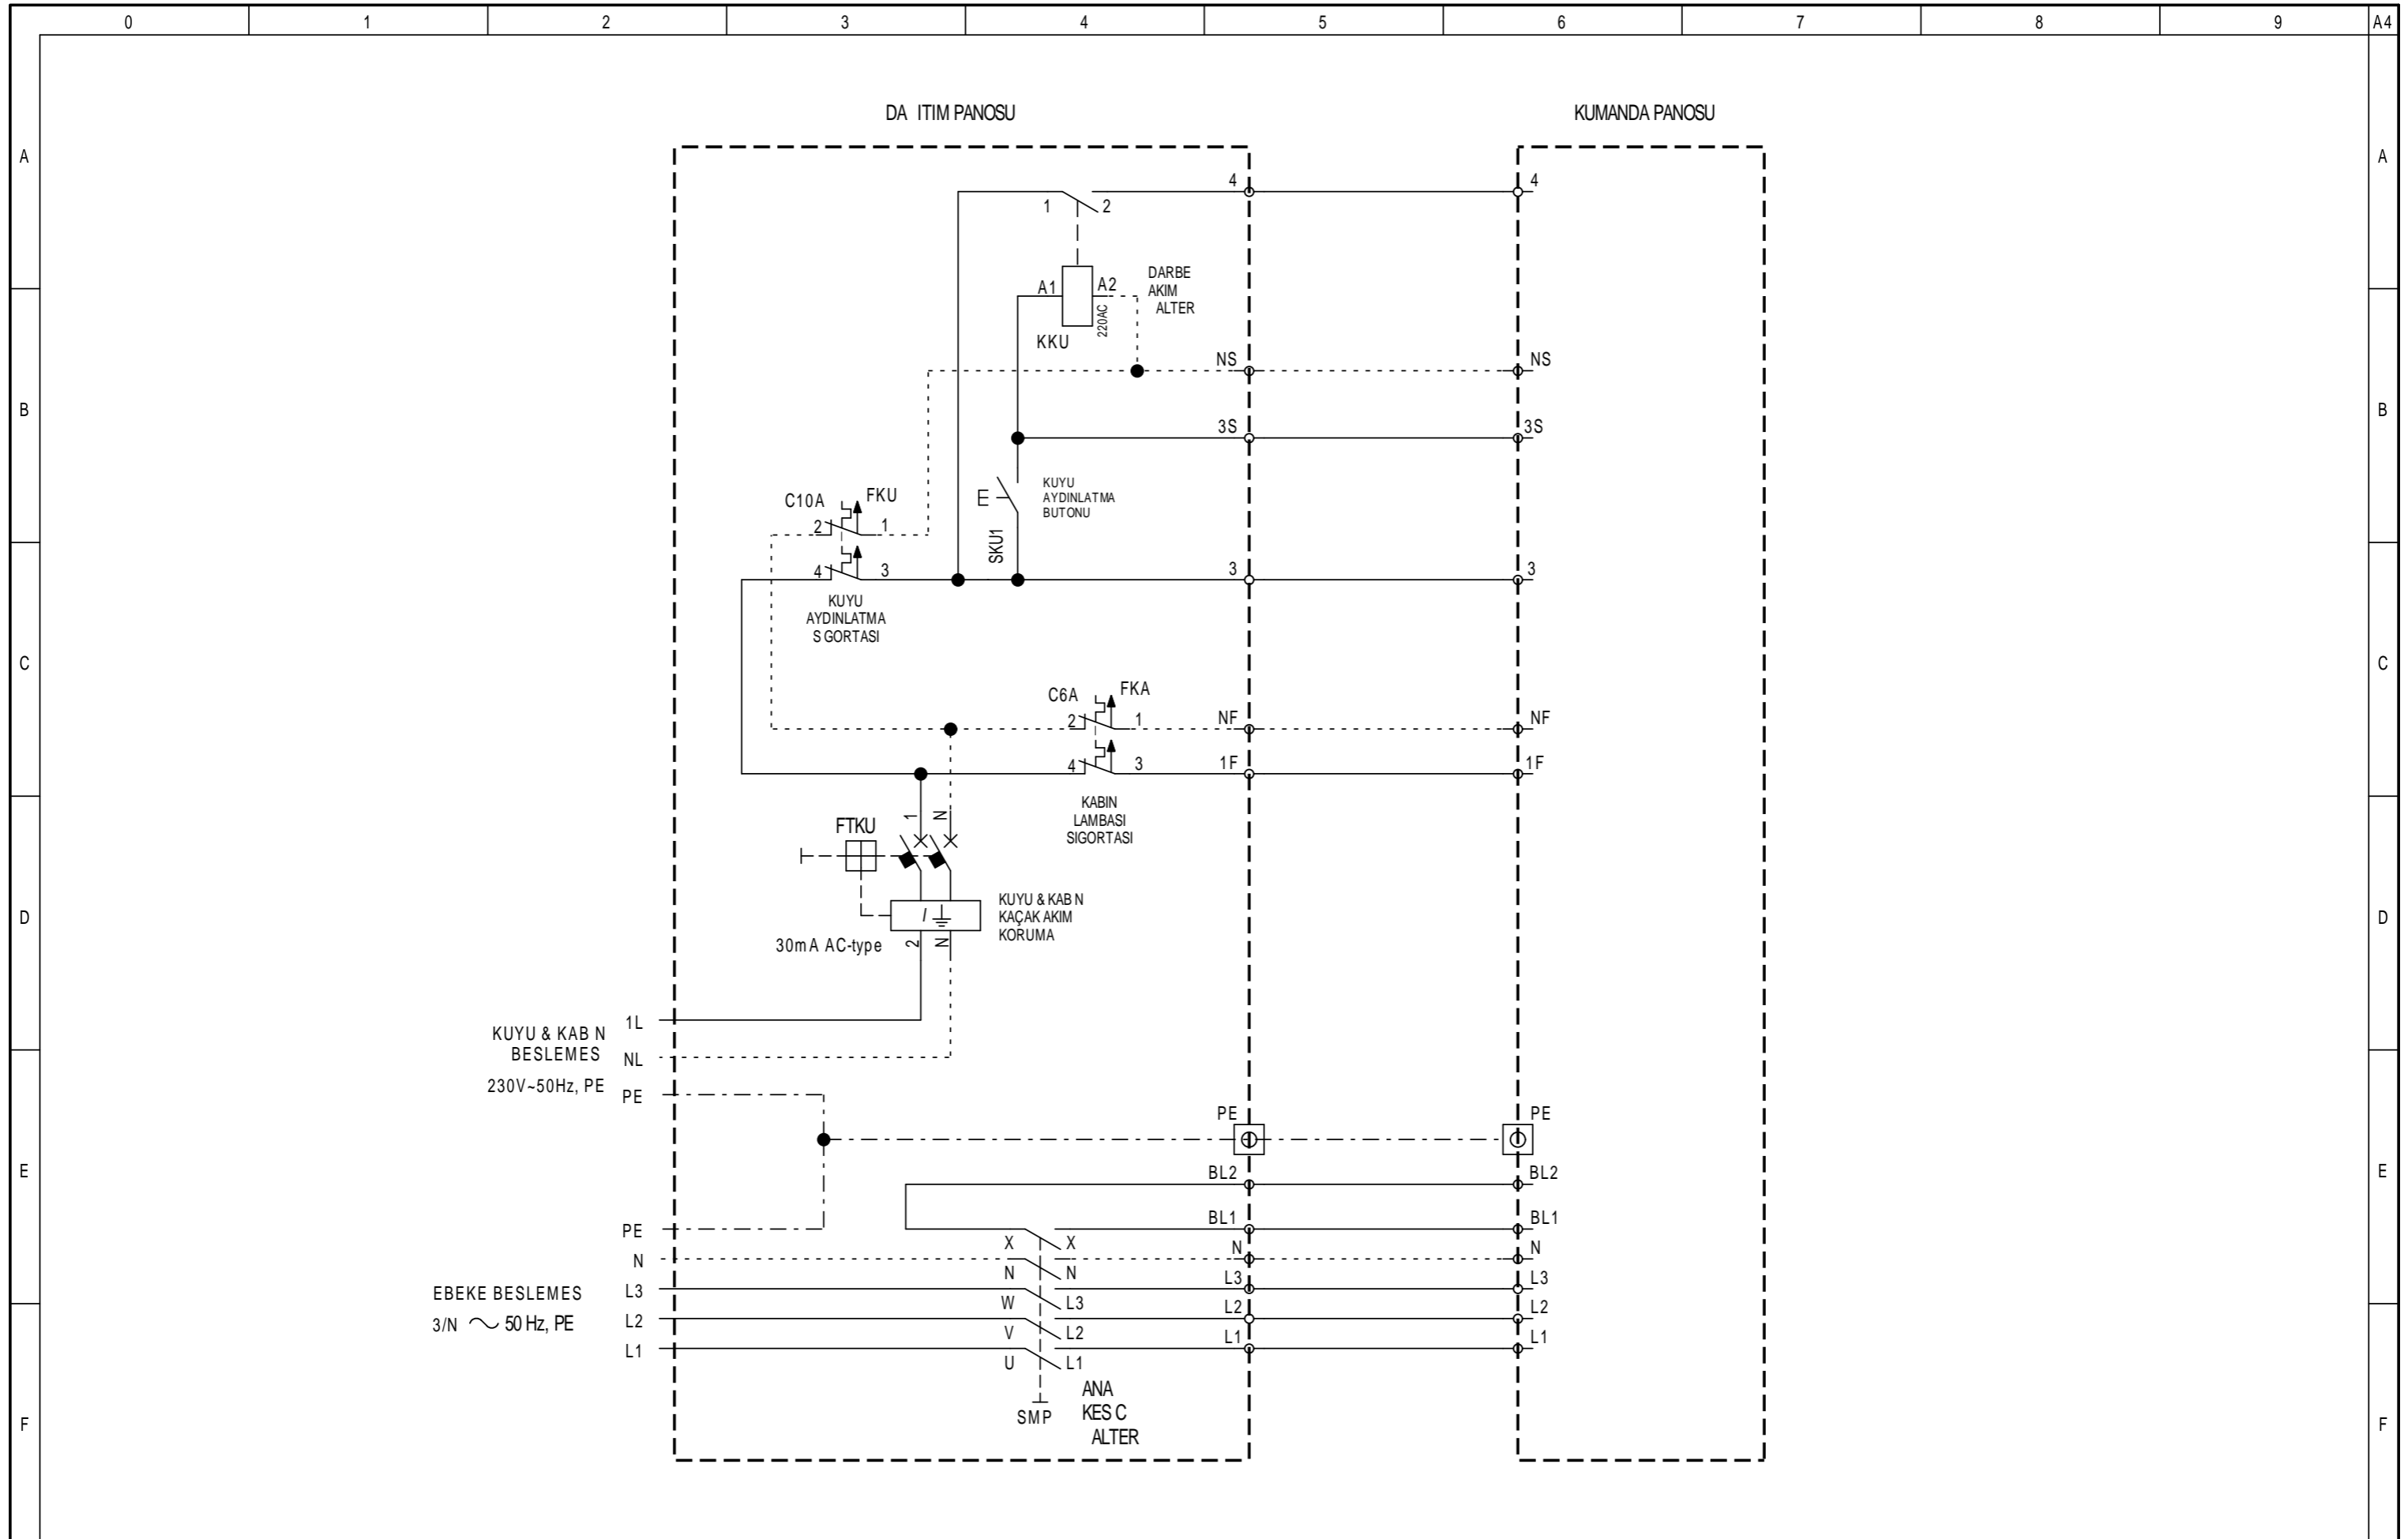 0 1 2 3 4 5 6 7 8 9 A4
DA ITIM PANOSU
KUMANDA PANOSU
A
A
4
4
1
2
DARBE
AKIM
ALTER
A1
A2
220AC
KKU
NS
NS
B
B
3S
3S
C10A
FKU
2
1
KUYU
AYDINLATMA
BUTONU
E
SKU1
4
3
3
3
KUYU
AYDINLATMA
S GORTASI
C
C
C6A
FKA
2
1
NF
NF
4
3
1F
1F
KABIN
LAMBASI
SIGORTASI
1
N
FTKU
KUYU & KAB N
KAÇAK AKIM
KORUMA
I
D
D
30mA AC-type
2
N
1L
KUYU & KAB N
BESLEMES
NL
230V~50Hz, PE
PE
PE
PE
E
E
BL2
BL2
BL1
BL1
PE
X
X
N
N
N
N
N
L3
L3
EBEKE BESLEMES
L3
W
L3
L2
L2
3/N 50 Hz, PE
L2
V
L2
L1
L1
L1
U
L1
ANA
KES C
ALTER
SMP
F
F